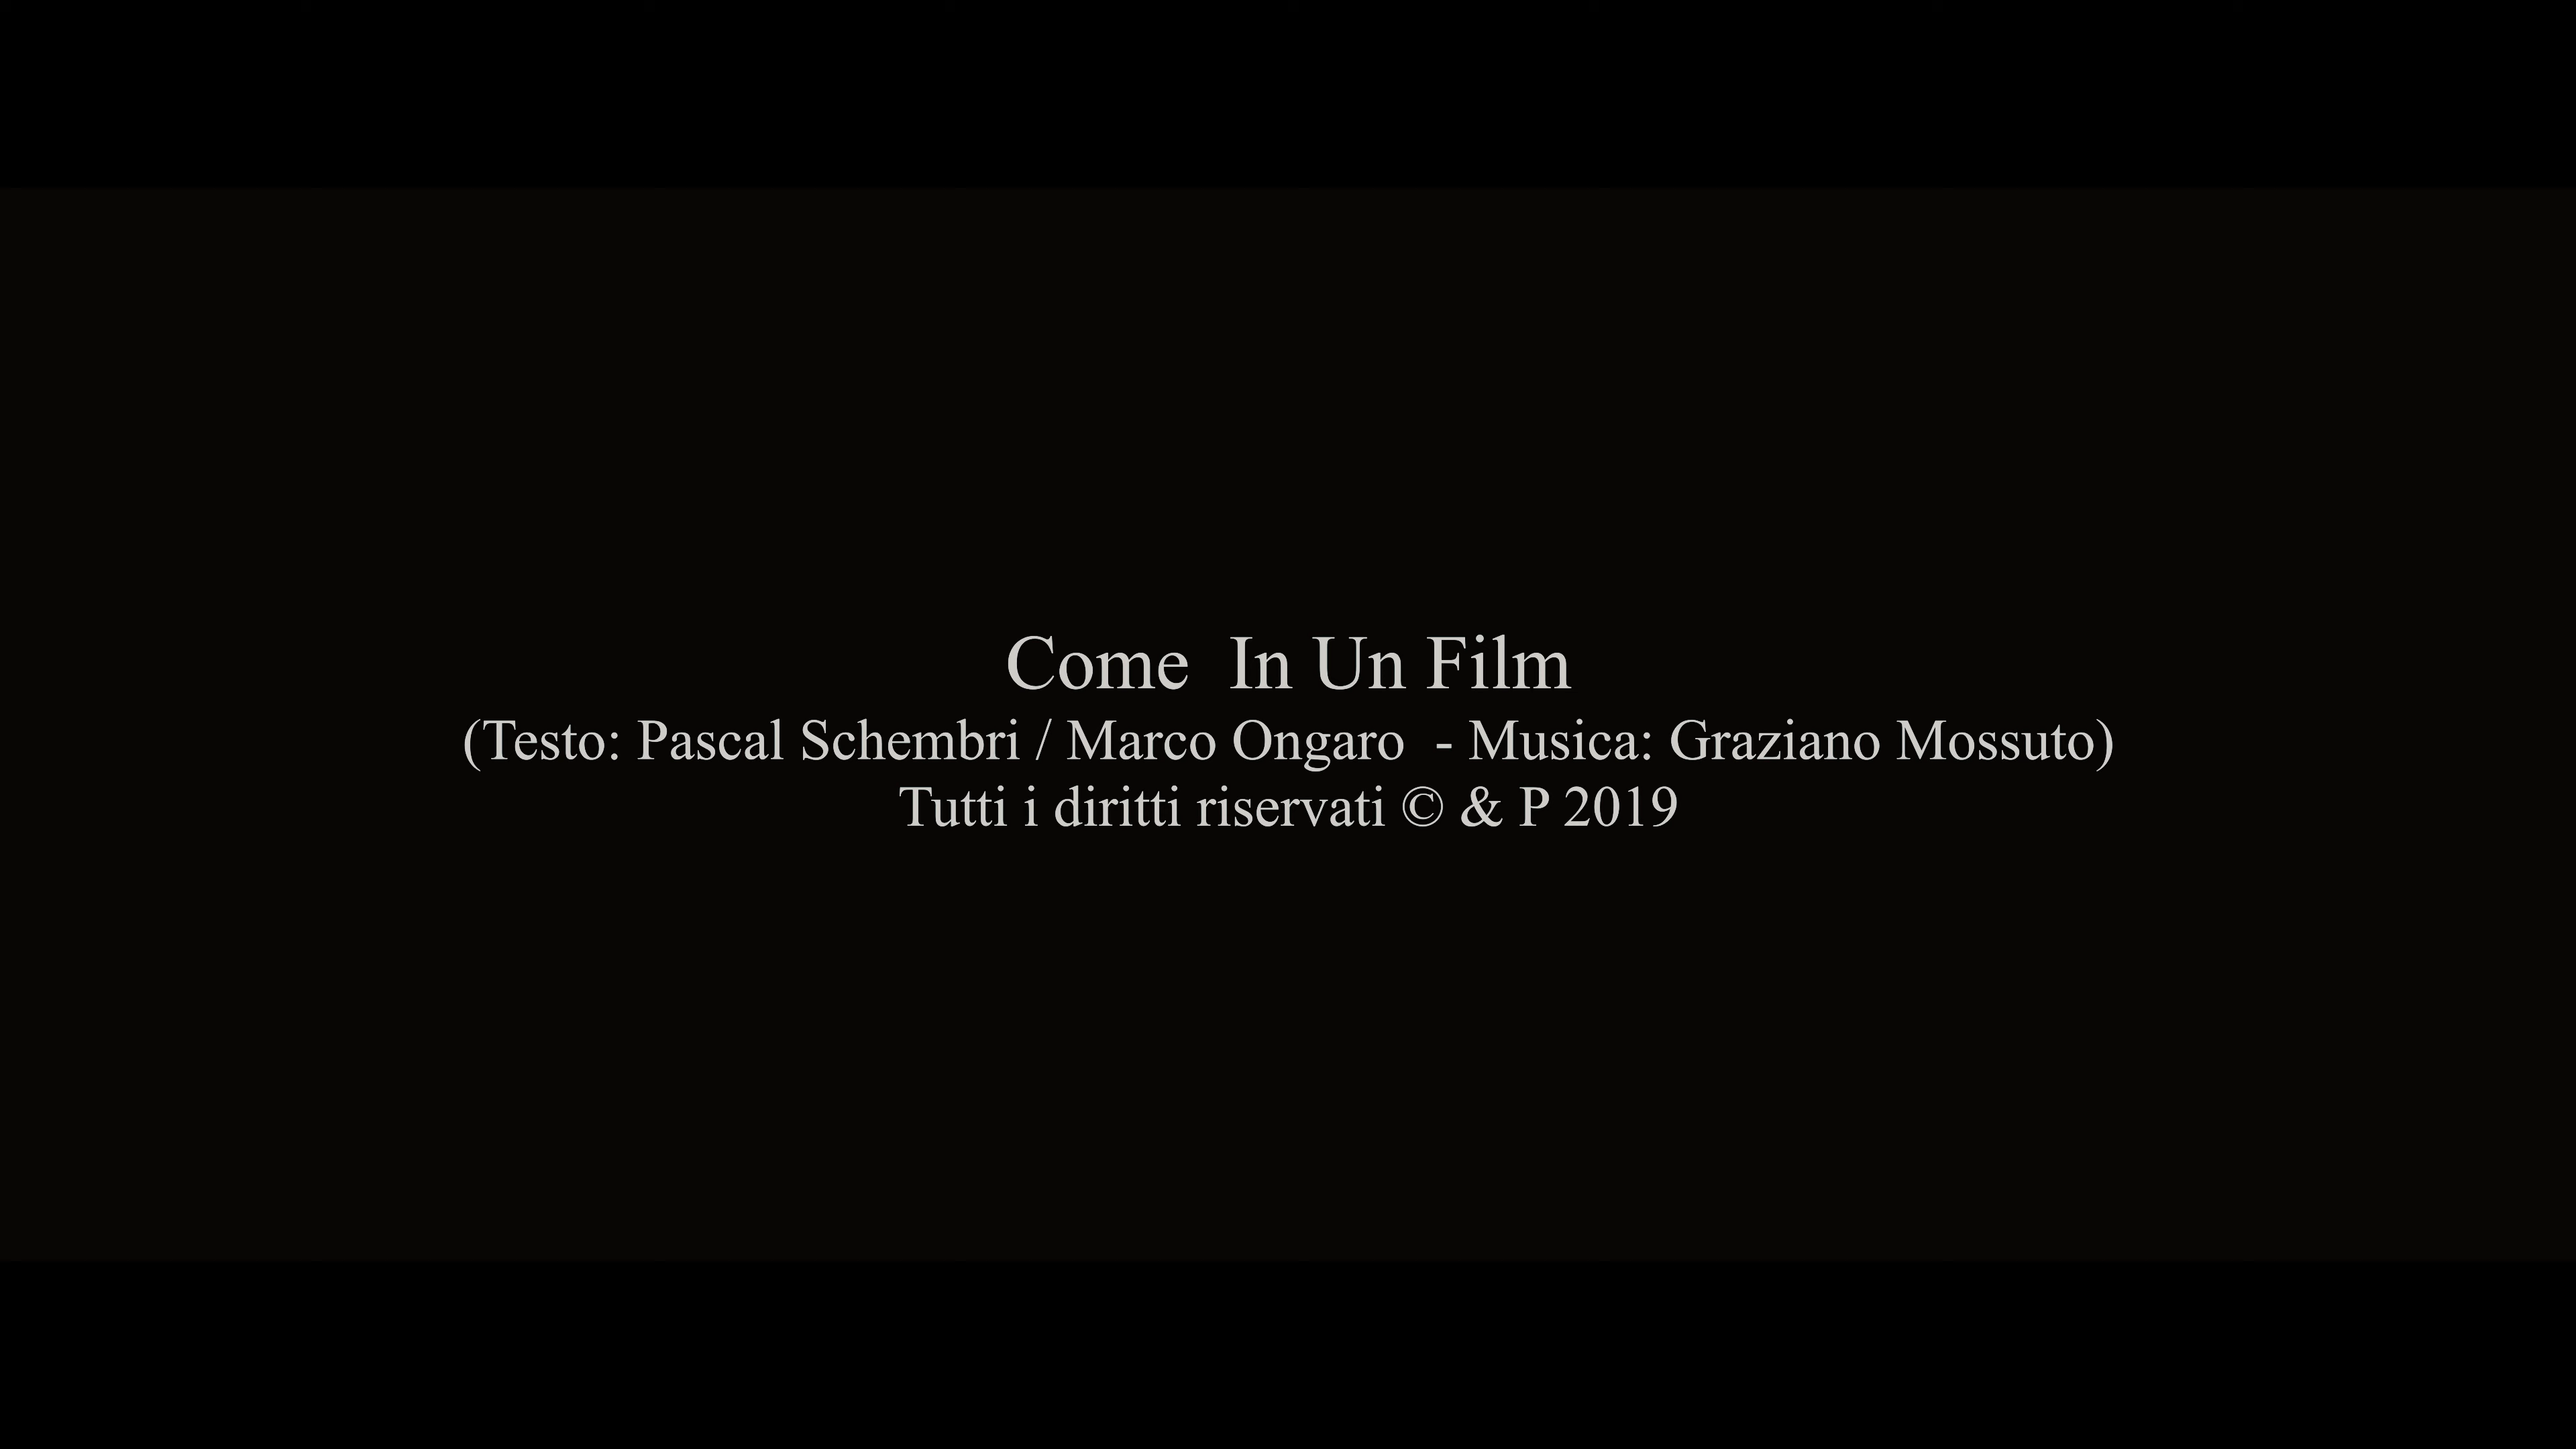 Come  In Un Film
(Testo: Pascal Schembri / Marco Ongaro  - Musica: Graziano Mossuto)
Tutti i diritti riservati © & P 2019